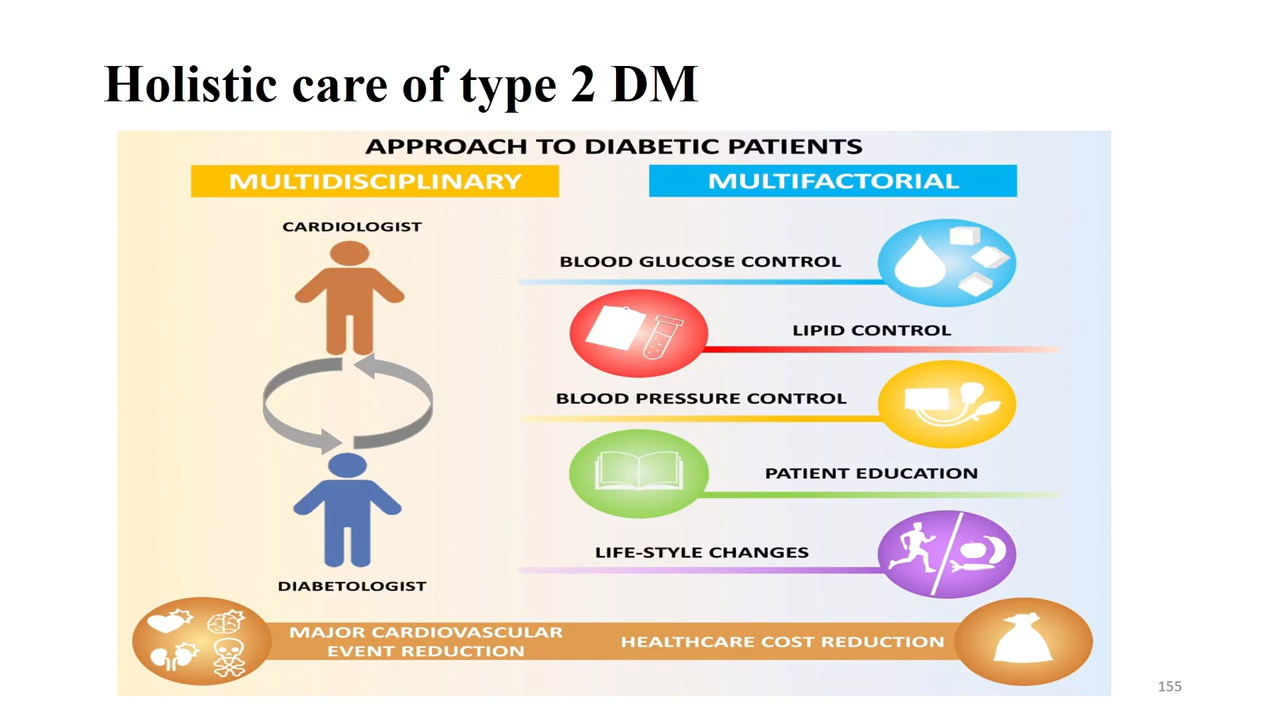 Holistic care of type 2 DM
APPROACH TO DIABETIC PATIENTS
MULTIDISCIPLINARY
MULTIFACTORIAL
CARDIOLOGIST
DIABETOLOGIST
BLOOD GLUCOSE CONTROL
LIPID CONTROL
BLOOD PRESSURE CONTROL
PATIENT EDUCATION
LIFE-STYLE CHANGES
MAJOR CARDIOVASCULAR
EVENT REDUCTION
HEALTHCARE COST REDUCTION
155